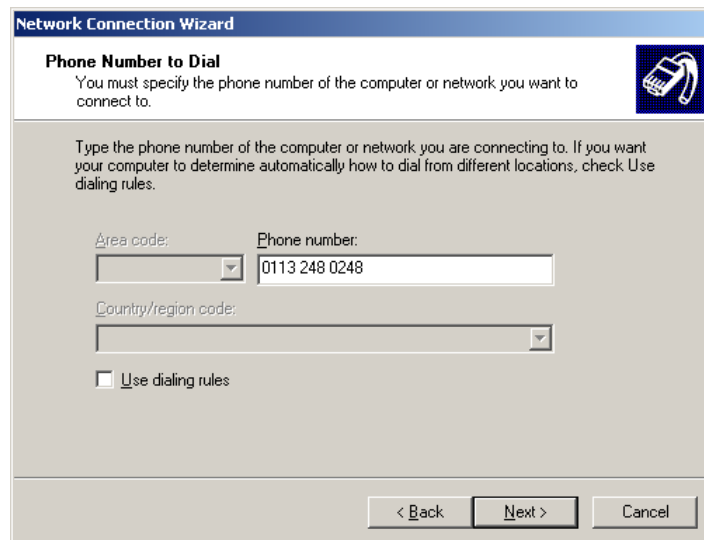 Network Connection Wizard
Phone Number to Dial
You must specify the phone number of the computer or network you want to
connect to.
Type the phone number of the computer or network you are connecting to. If you want
your computer to determine automatically how to dial from different locations, check Use
dialing rules.
Area code: Phone number:
0113 248 0248
Country/region code:
Use dialing rules
< Back Next > Cancel